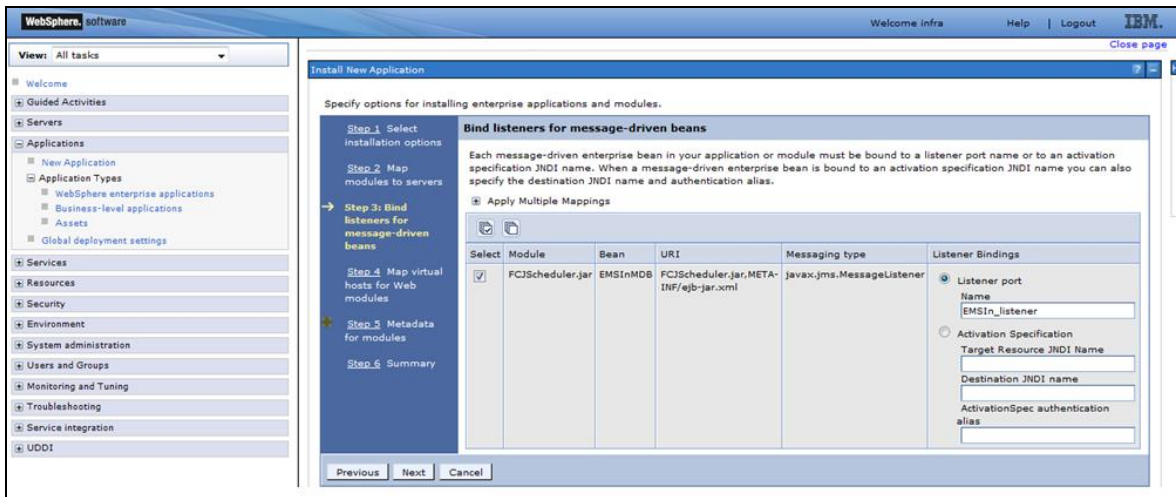 WebSphere. software
Welcome infra
Help | Logout
IBM.
Close page
View: All tasks
Welcome
Guided Activities
Servers
Applications
New Application
Application Types
WebSphere enterprise applications
Business-level applications
Assets
Global deployment settings
Services
Resources
Security
Environment
System administration
Users and Groups
Monitoring and Tuning
Troubleshooting
Service integration
UDDI
Install New Application
Specify options for installing enterprise applications and modules.
Step 1 Select
installation options
Step 2 Map
modules to servers
Step 3: Bind
listeners for
message-driven
beans
Step 4 Map virtual
hosts for Web
modules
Step 5 Metadata
for modules
Step 6 Summary
Bind listeners for message-driven beans
Each message-driven enterprise bean in your application or module must be bound to a listener port name or to an activation
specification JNDI name. When a message-driven enterprise bean is bound to an activation specification JNDI name you can also
specify the destination JNDI name and authentication alias.
Apply Multiple Mappings
Select Module Bean URI Messaging type Listener Bindings
FCJScheduler.jar EMSInMDB FCJScheduler.jar,META- javax.jms.MessageListener
INF/ejb-jar.xml
Listener port
Name
EMSIn_listener
Activation Specification
Target Resource JNDI Name
Destination JNDI name
ActivationSpec authentication
alias
Previous Next Cancel